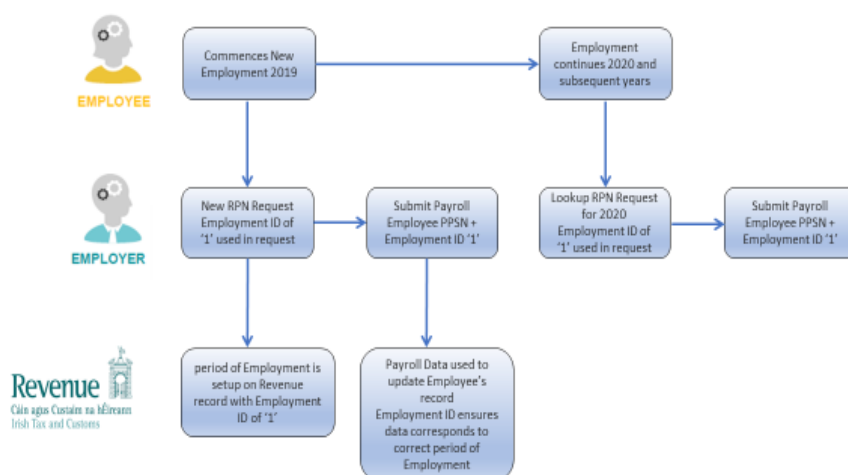 EMPLOYEE
Commences New
Employment 2019
Employment
continues 2020 and
subsequent years
EMPLOYER
New RPN Request
Employment ID of
'1' used in request
Submit Payroll
Employee PPSN +
Employment ID '1'
Lookup RPN Request
for 2020
Employment ID of
'1' used in request
Submit Payroll
Employee PPSN +
Employment ID '1'
Revenue
Cáin agus Custaim na hÉireann
Irish Tax and Customs
period of Employment is
setup on Revenue
record with Employment
ID of '1'
Payroll Data used to
update Employee's
record
Employment ID ensures
data corresponds to
correct period of
Employment